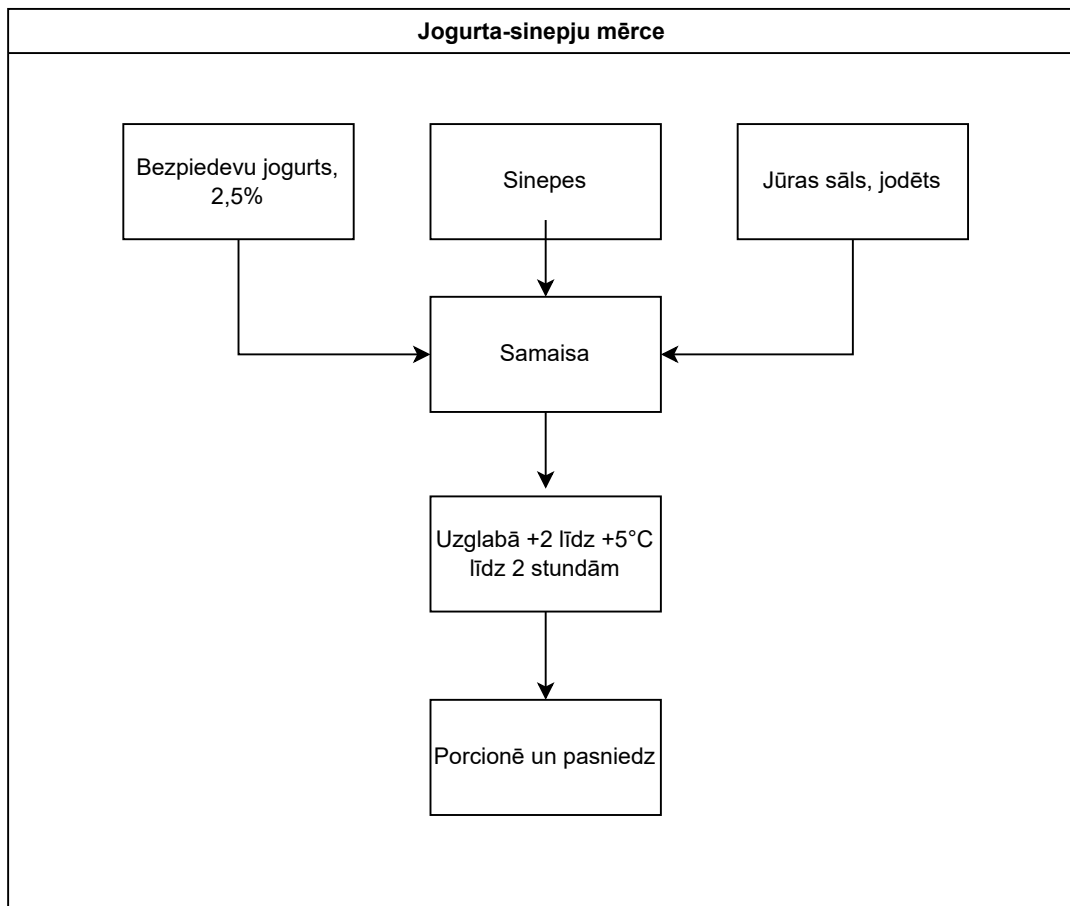 Jogurta-sinepju mērce
Bezpiedevu jogurts,
2,5%
Sinepes
Jūras sāls, jodēts
Samaisa
Uzglabā +2 līdz +5°C
līdz 2 stundām
Porcionē un pasniedz